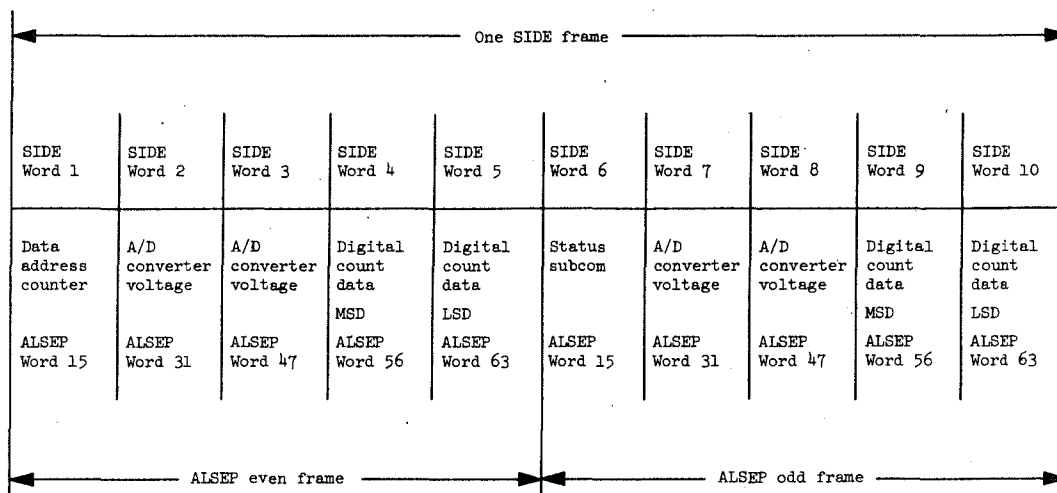 One SIDE frame
SIDE Word 1
SIDE Word 2
SIDE Word 3
SIDE Word 4
SIDE Word 5
SIDE Word 6
SIDE Word 7
SIDE Word 8
SIDE Word 9
SIDE Word 10
Data address counter
A/D converter voltage
A/D converter voltage
Digital count data MSD
Digital count data LSD
Status subcom
A/D converter voltage
A/D converter voltage
Digital count data MSD
Digital count data LSD
ALSEP Word 15
ALSEP Word 31
ALSEP Word 47
ALSEP Word 56
ALSEP Word 63
ALSEP Word 15
ALSEP Word 31
ALSEP Word 47
ALSEP Word 56
ALSEP Word 63
ALSEP even frame
ALSEP odd frame